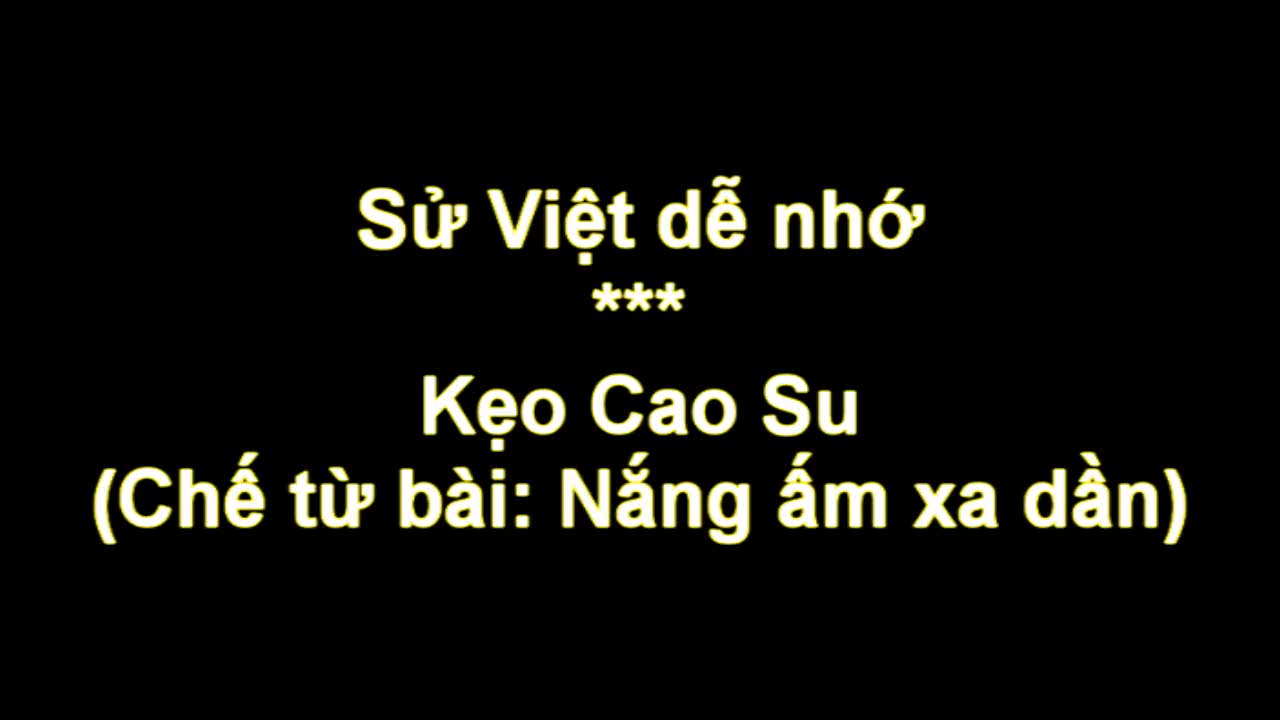 Sử Việt dễ nhớ
***
Kẹo Cao Su
(Chế từ bài: Nắng ấm xa dần)